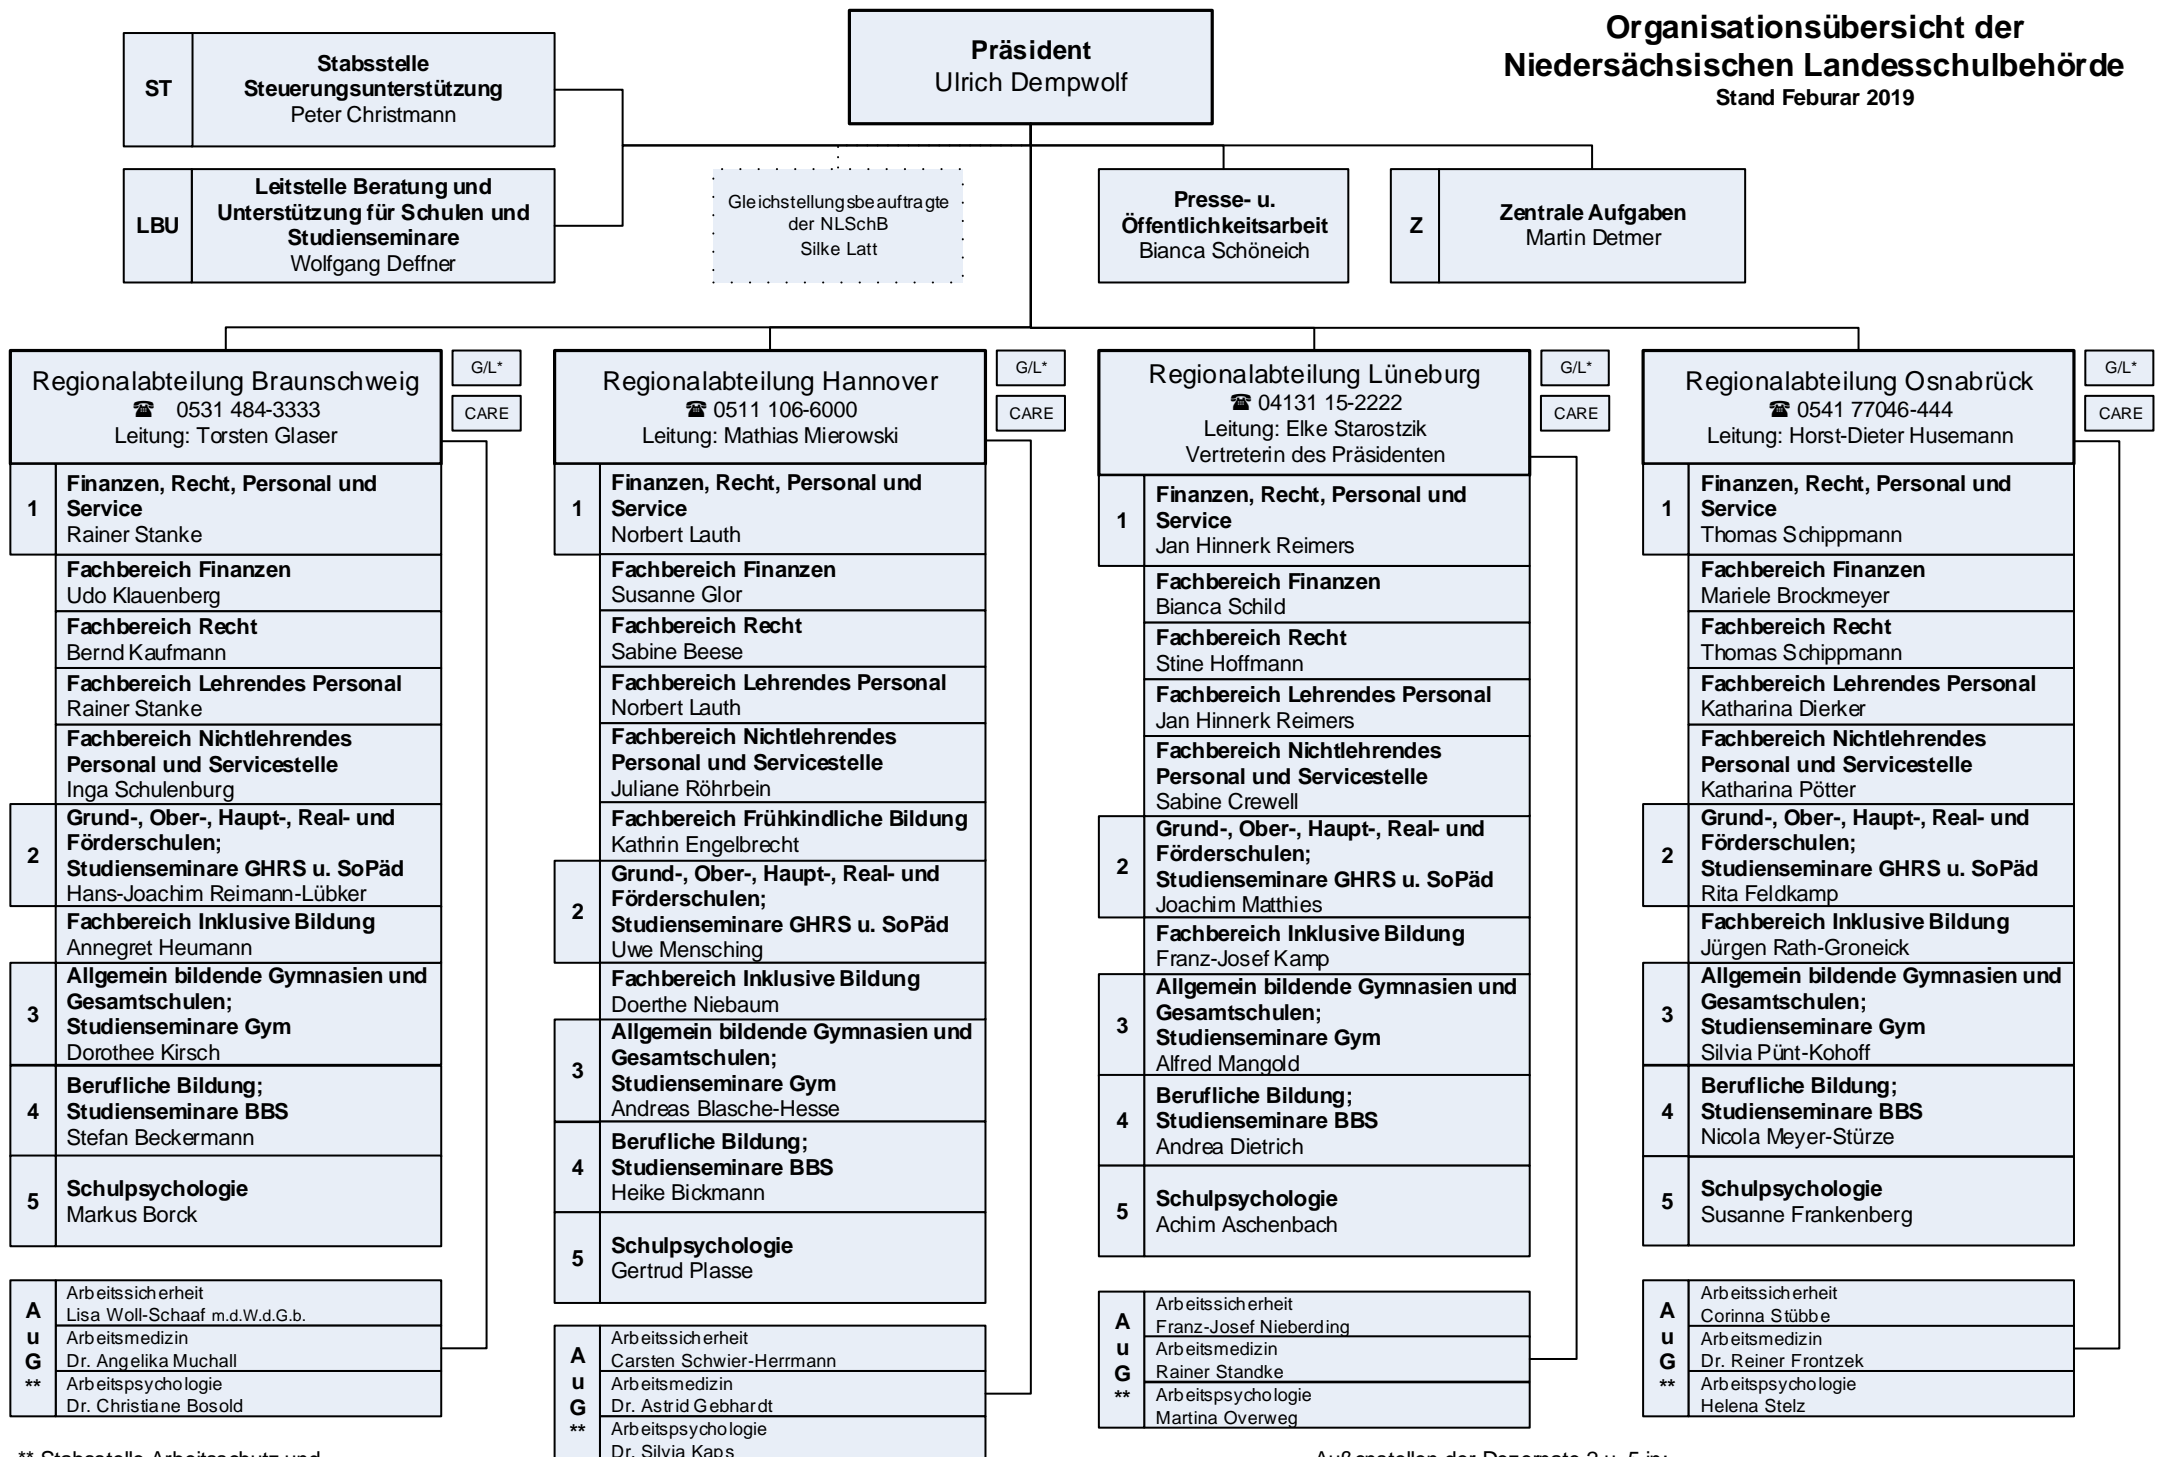 Organisationsübersicht der
Niedersächsischen Landesschulbehörde
Stand Feburar 2019
Präsident
Ulrich Dempwolf
ST
Stabsstelle
Steuerungsunterstützung
Peter Christmann
LBU
Leitstelle Beratung und
Unterstützung für Schulen und
Studienseminare
Wolfgang Deffner
Gleichstellungsbeauftragte
der NLSchB
Silke Latt
Presse- u.
Öffentlichkeitsarbeit
Bianca Schöneich
Z
Zentrale Aufgaben
Martin Detmer
Regionalabteilung Braunschweig
☎ 0531 484-3333
Leitung: Torsten Glaser
G/L*
CARE
1
Finanzen, Recht, Personal und
Service
Rainer Stanke
Fachbereich Finanzen
Udo Klauenberg
Fachbereich Recht
Bernd Kaufmann
Fachbereich Lehrendes Personal
Rainer Stanke
Fachbereich Nichtlehrendes
Personal und Servicestelle
Inga Schulenburg
2
Grund-, Ober-, Haupt-, Real- und
Förderschulen;
Studienseminare GHRS u. SoPäd
Hans-Joachim Reimann-Lübker
Fachbereich Inklusive Bildung
Annegret Heumann
3
Allgemein bildende Gymnasien und
Gesamtschulen;
Studienseminare Gym
Dorothee Kirsch
4
Berufliche Bildung;
Studienseminare BBS
Stefan Beckermann
5
Schulpsychologie
Markus Borck
A
u
G
**
Arbeitssicherheit
Lisa Woll-Schaaf m.d.W.d.G.b.
Arbeitsmedizin
Dr. Angelika Muchall
Arbeitspsychologie
Dr. Christiane Bosold
** Stabsstelle Arbeitsschutz und
Regionalabteilung Hannover
☎ 0511 106-6000
Leitung: Mathias Mierowski
G/L*
CARE
1
Finanzen, Recht, Personal und
Service
Norbert Lauth
Fachbereich Finanzen
Susanne Glor
Fachbereich Recht
Sabine Beese
Fachbereich Lehrendes Personal
Norbert Lauth
Fachbereich Nichtlehrendes
Personal und Servicestelle
Juliane Röhrbein
Fachbereich Frühkindliche Bildung
Kathrin Engelbrecht
2
Grund-, Ober-, Haupt-, Real- und
Förderschulen;
Studienseminare GHRS u. SoPäd
Uwe Mensching
Fachbereich Inklusive Bildung
Doerthe Niebaum
3
Allgemein bildende Gymnasien und
Gesamtschulen;
Studienseminare Gym
Andreas Blasche-Hesse
4
Berufliche Bildung;
Studienseminare BBS
Heike Bickmann
5
Schulpsychologie
Gertrud Plasse
A
u
G
**
Arbeitssicherheit
Carsten Schwier-Herrmann
Arbeitsmedizin
Dr. Astrid Gebhardt
Arbeitspsychologie
Dr. Silvia Kaps
Regionalabteilung Lüneburg
☎ 04131 15-2222
Leitung: Elke Starostzik
Vertreterin des Präsidenten
G/L*
CARE
1
Finanzen, Recht, Personal und
Service
Jan Hinnerk Reimers
Fachbereich Finanzen
Bianca Schild
Fachbereich Recht
Stine Hoffmann
Fachbereich Lehrendes Personal
Jan Hinnerk Reimers
Fachbereich Nichtlehrendes
Personal und Servicestelle
Sabine Crewell
2
Grund-, Ober-, Haupt-, Real- und
Förderschulen;
Studienseminare GHRS u. SoPäd
Joachim Matthies
Fachbereich Inklusive Bildung
Franz-Josef Kamp
3
Allgemein bildende Gymnasien und
Gesamtschulen;
Studienseminare Gym
Alfred Mangold
4
Berufliche Bildung;
Studienseminare BBS
Andrea Dietrich
5
Schulpsychologie
Achim Aschenbach
A
u
G
**
Arbeitssicherheit
Franz-Josef Nieberding
Arbeitsmedizin
Rainer Standke
Arbeitspsychologie
Martina Overweg
Regionalabteilung Osnabrück
☎ 0541 77046-444
Leitung: Horst-Dieter Husemann
G/L*
CARE
1
Finanzen, Recht, Personal und
Service
Thomas Schippmann
Fachbereich Finanzen
Mariele Brockmeyer
Fachbereich Recht
Thomas Schippmann
Fachbereich Lehrendes Personal
Katharina Dierker
Fachbereich Nichtlehrendes
Personal und Servicestelle
Katharina Pötter
2
Grund-, Ober-, Haupt-, Real- und
Förderschulen;
Studienseminare GHRS u. SoPäd
Rita Feldkamp
Fachbereich Inklusive Bildung
Jürgen Rath-Groneick
3
Allgemein bildende Gymnasien und
Gesamtschulen;
Studienseminare Gym
Silvia Pünt-Kohoff
4
Berufliche Bildung;
Studienseminare BBS
Nicola Meyer-Stürze
5
Schulpsychologie
Susanne Frankenberg
A
u
G
**
Arbeitssicherheit
Corinna Stübbe
Arbeitsmedizin
Dr. Reiner Frontzek
Arbeitspsychologie
Helena Stelz
Außenstellen der Dezernate 2 u. 5 in: